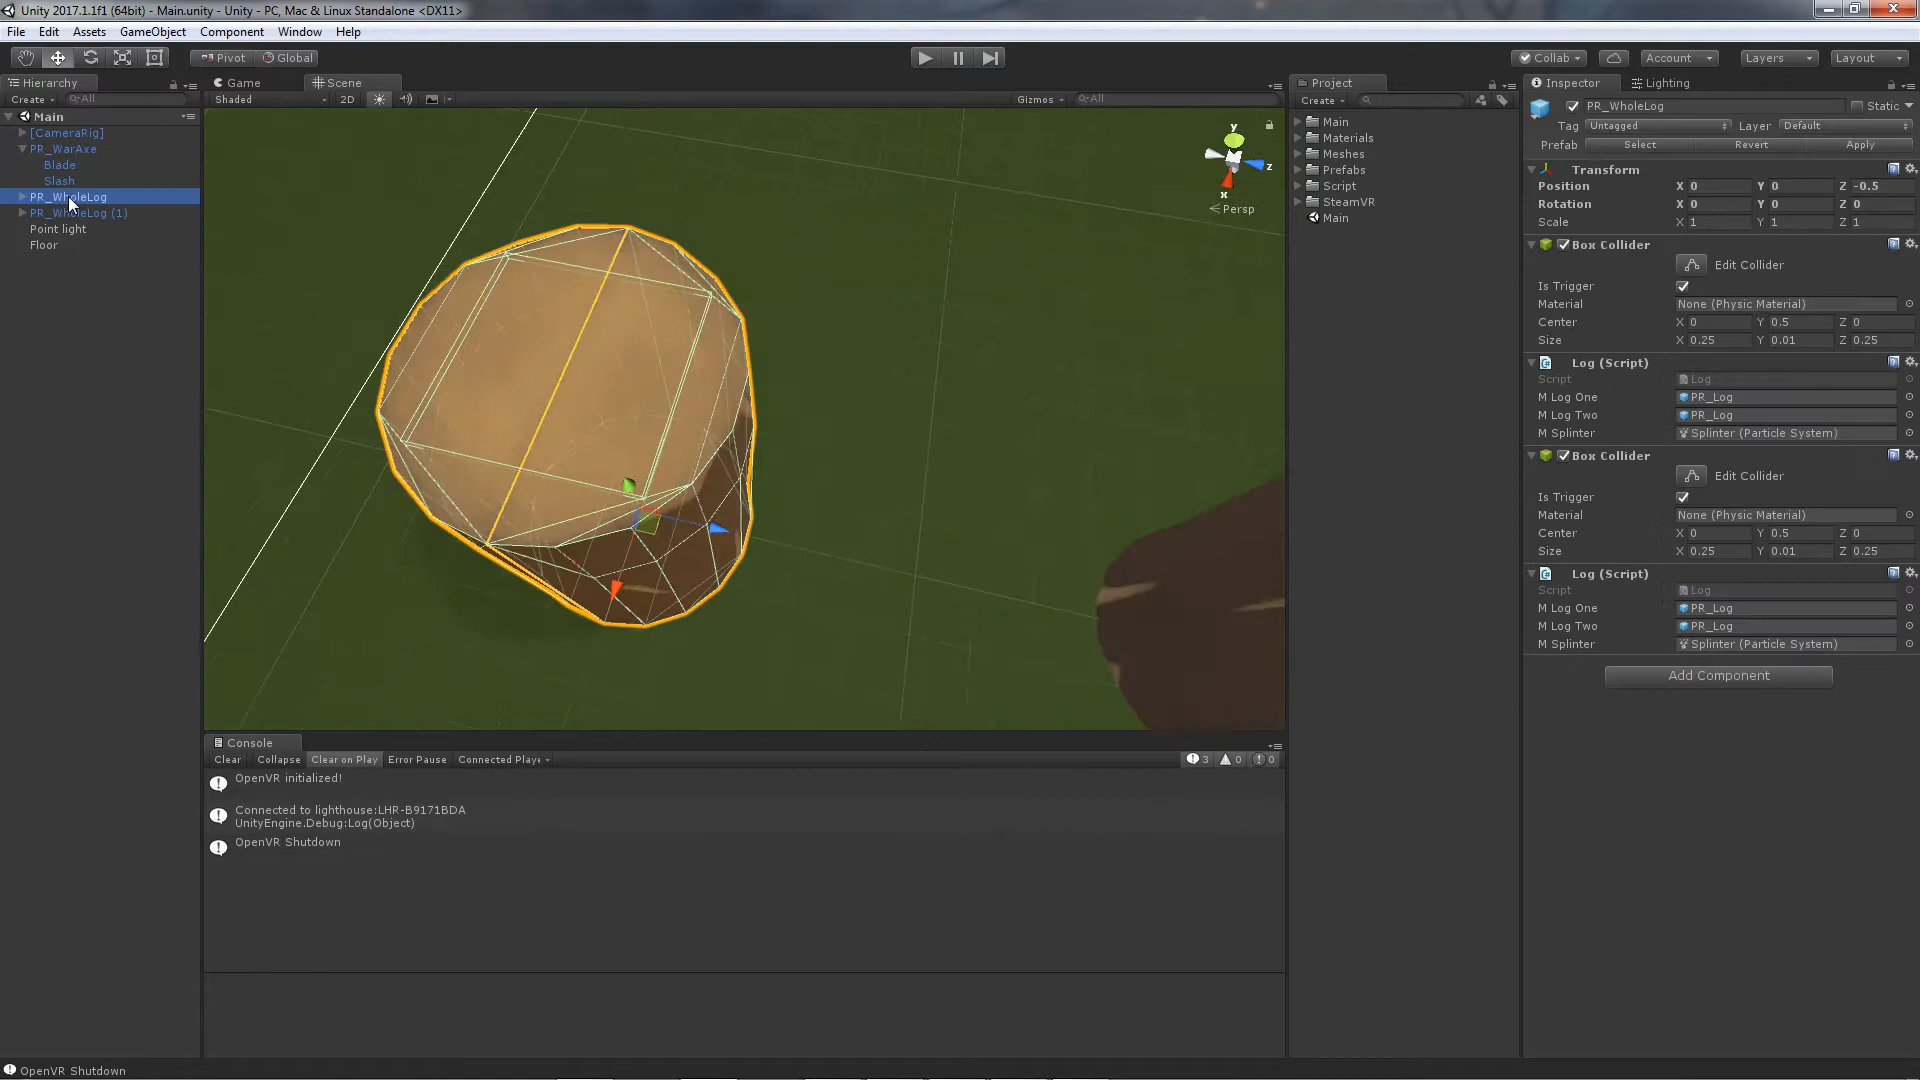 Unity 2017.1.1f1 (64bit) - Main.unity - Unity - PC, Mac & Linux Standalone <DX11>
File Edit Assets GameObject Component Window Help
Pivot Global Collab Account Layers Layout
Hierarchy Game Scene Project Inspector Lighting
Create All Shaded 2D Gizmos All Create
Main
[CameraRig]
PR_WarAxe
Blade
Slash
PR_WholeLog
PR_WholeLog (1)
Point light
Floor
y
z
x
Persp
Main
Materials
Meshes
Prefabs
Script
SteamVR
Main
PR_WholeLog Static
Tag Untagged Layer Default
Prefab Select Revert Apply
Transform
Position X 0 Y 0 Z -0.5
Rotation X 0 Y 0 Z 0
Scale X 1 Y 1 Z 1
Box Collider
Edit Collider
Is Trigger
Material None (Physic Material)
Center X 0 Y 0.5 Z 0
Size X 0.25 Y 0.01 Z 0.25
Log (Script)
Script Log
M Log One PR_Log
M Log Two PR_Log
M Splinter Splinter (Particle System)
Box Collider
Edit Collider
Is Trigger
Material None (Physic Material)
Center X 0 Y 0.5 Z 0
Size X 0.25 Y 0.01 Z 0.25
Log (Script)
Script Log
M Log One PR_Log
M Log Two PR_Log
M Splinter Splinter (Particle System)
Add Component
Console
Clear Collapse Clear on Play Error Pause Connected Playe 3 0 0
OpenVR initialized!
Connected to lighthouse:LHR-B9171BDA
UnityEngine.Debug:Log(Object)
OpenVR Shutdown
OpenVR Shutdown